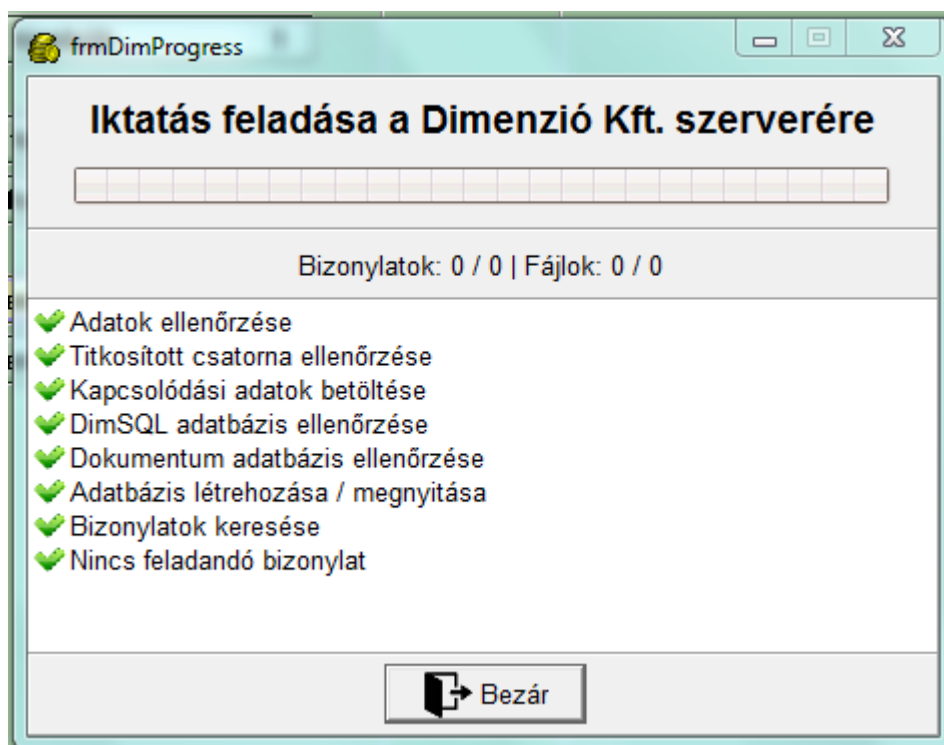 frmDimProgress
Iktatás feladása a Dimenzió Kft. szerverére
Bizonylatok: 0 / 0 | Fájlok: 0 / 0
Adatok ellenőrzése
Titkosított csatorna ellenőrzése
Kapcsolódási adatok betöltése
DimSQL adatbázis ellenőrzése
Dokumentum adatbázis ellenőrzése
Adatbázis létrehozása / megnyitása
Bizonylatok keresése
Nincs feladandó bizonylat
Bezár